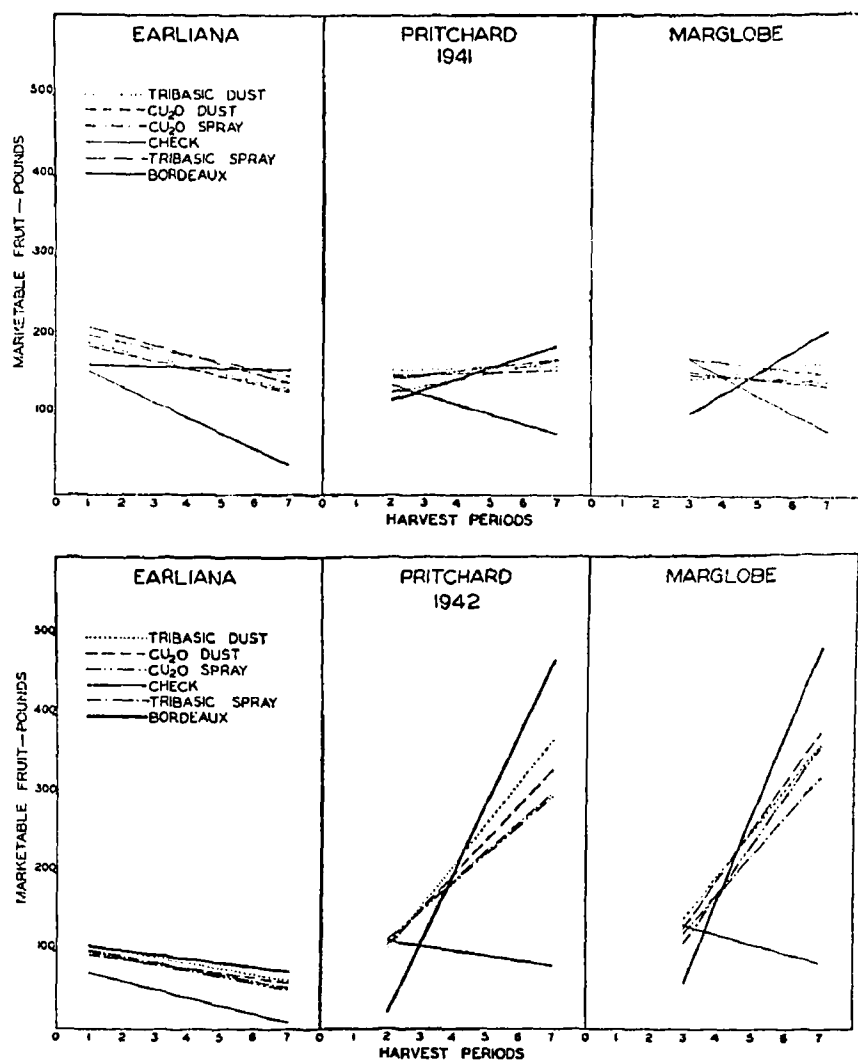 EARLIANA PRITCHARD MARGLOBE
1941
500
400
300
200
100
MARKETABLE FRUIT—POUNDS
TRIBASIC DUST
CU₂O DUST
CU₂O SPRAY
CHECK
TRIBASIC SPRAY
BORDEAUX
0 1 2 3 4 5 6 7 0 1 2 3 4 5 6 7 0 1 2 3 4 5 6 7
HARVEST PERIODS HARVEST PERIODS
EARLIANA PRITCHARD MARGLOBE
1942
500
400
300
200
100
MARKETABLE FRUIT—POUNDS
TRIBASIC DUST
CU₂O DUST
CU₂O SPRAY
CHECK
TRIBASIC SPRAY
BORDEAUX
0 1 2 3 4 5 6 7 0 1 2 3 4 5 6 7 0 1 2 3 4 5 6 7
HARVEST PERIODS HARVEST PERIODS